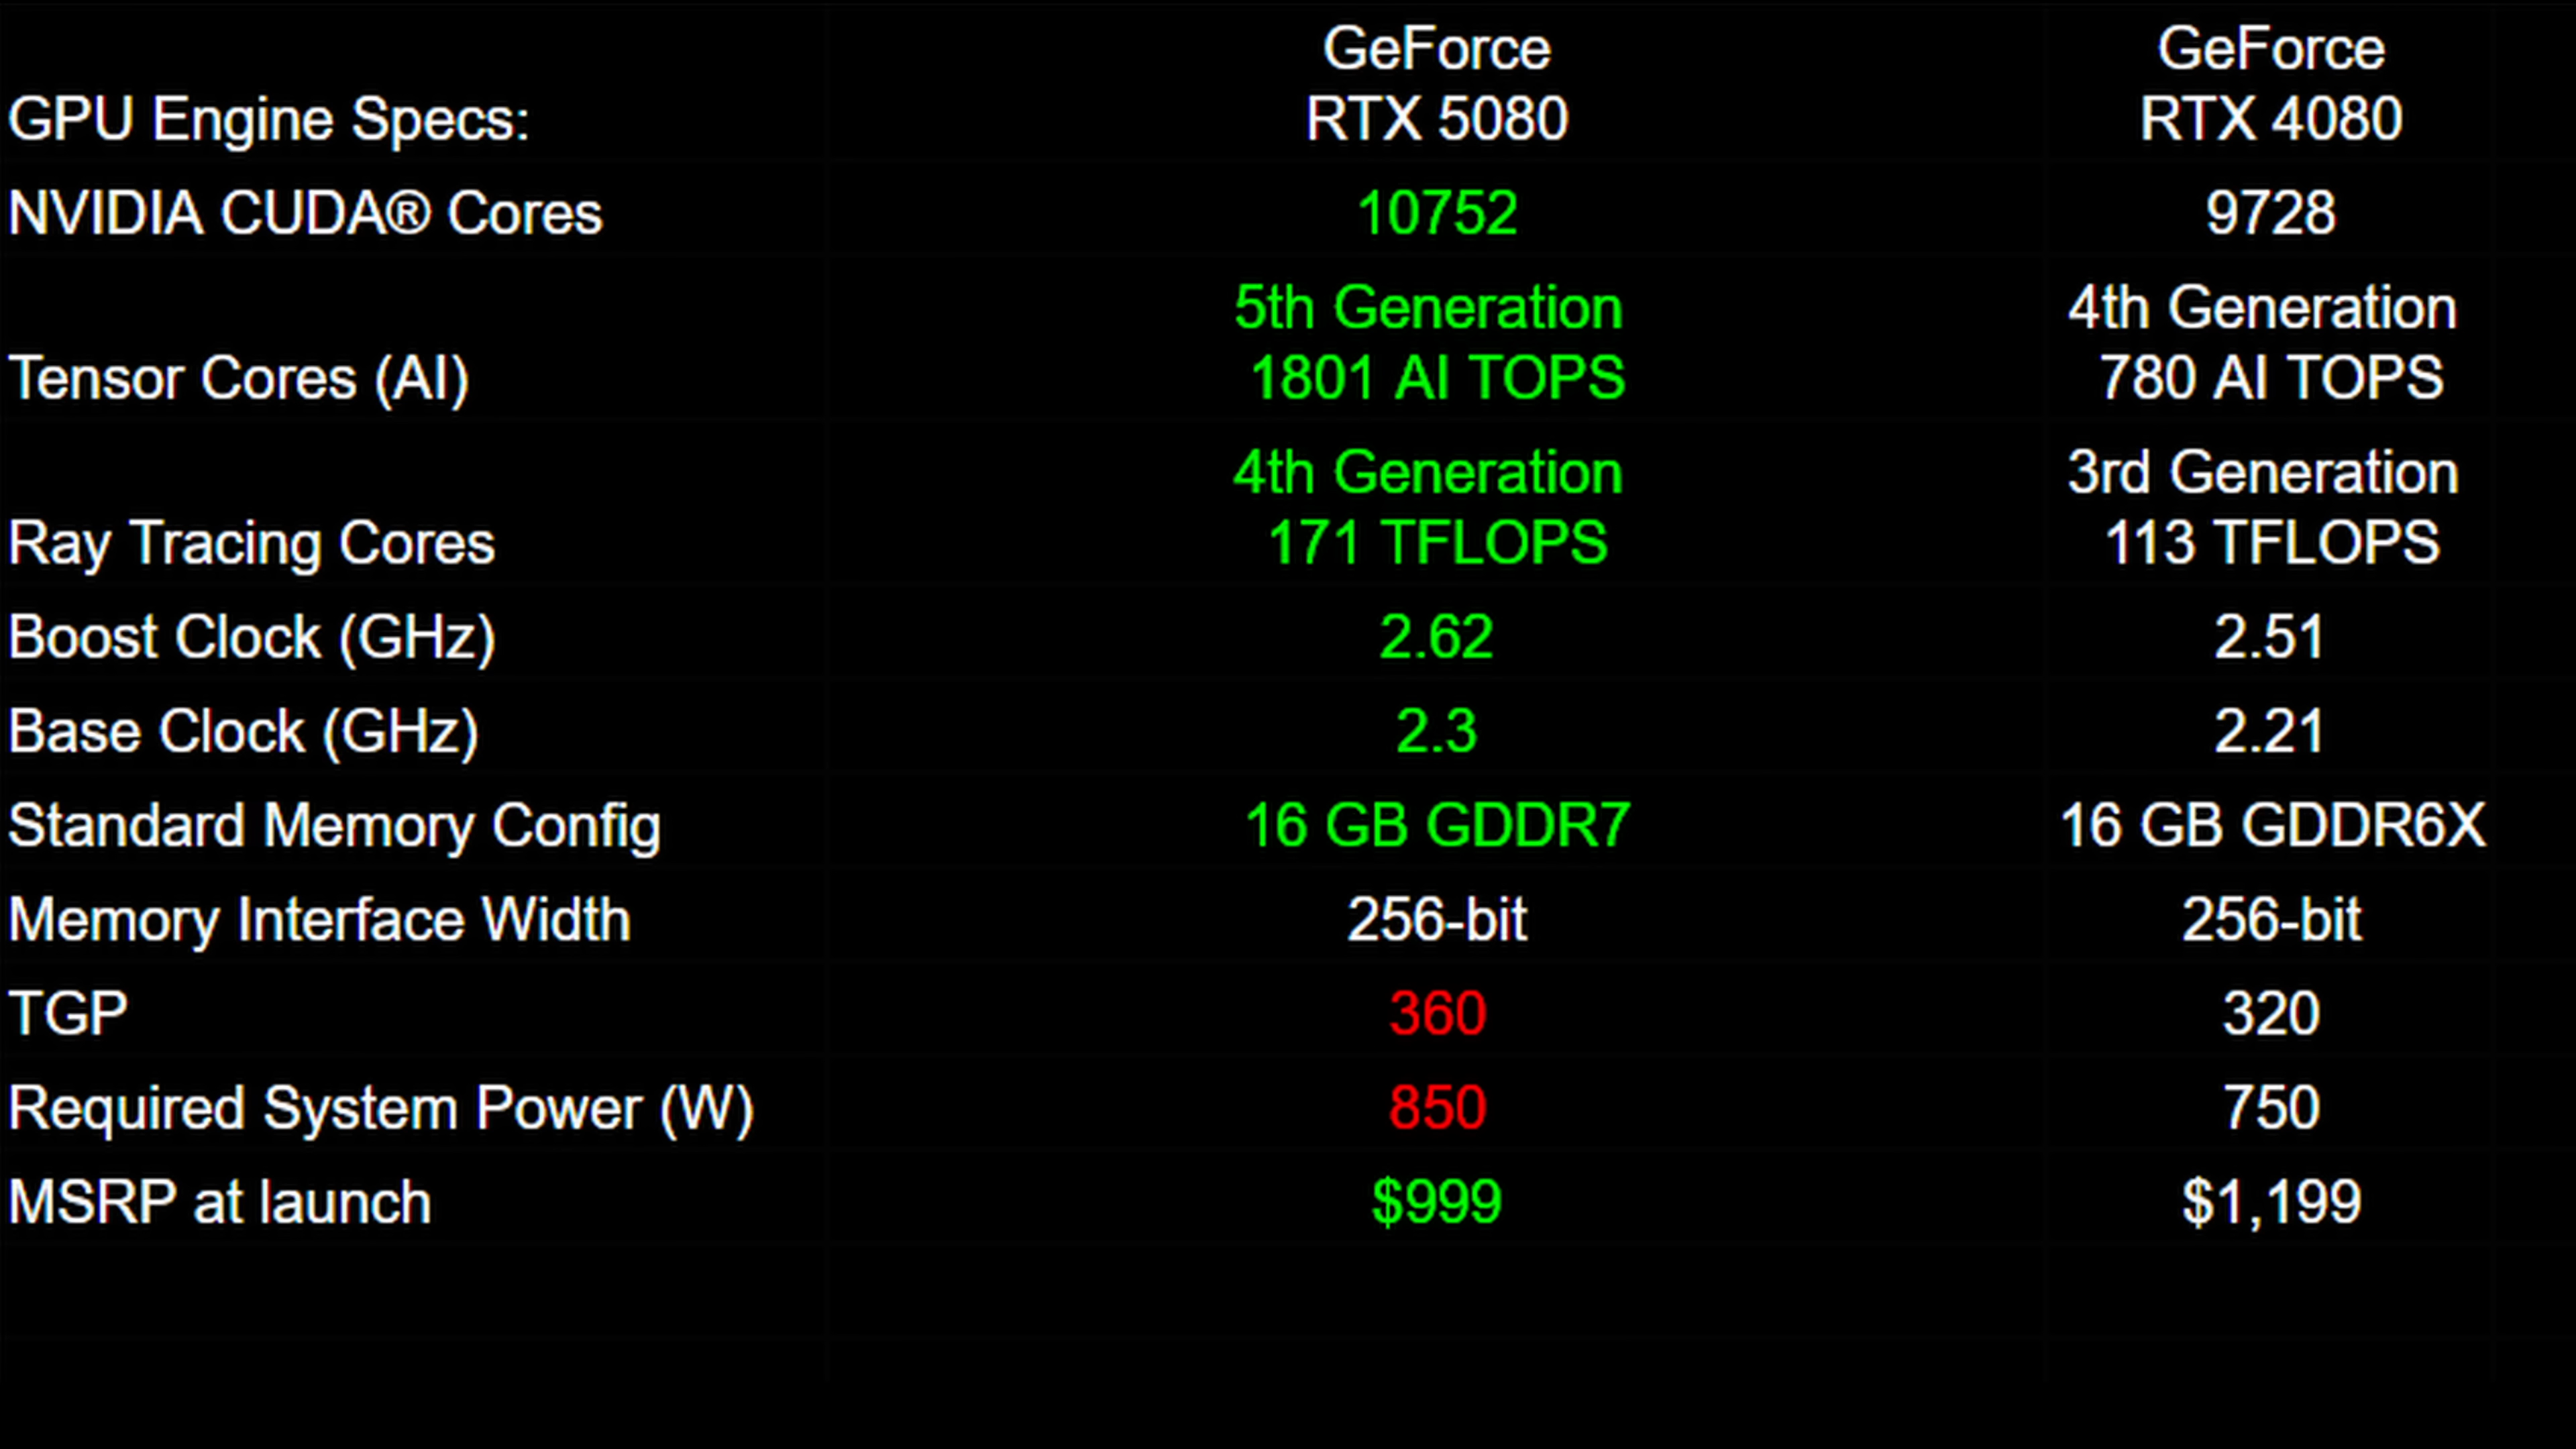 GeForce GeForce
GPU Engine Specs: RTX 5080 RTX 4080
NVIDIA CUDA® Cores 10752 9728
5th Generation 4th Generation
Tensor Cores (AI) 1801 AI TOPS 780 AI TOPS
4th Generation 3rd Generation
Ray Tracing Cores 171 TFLOPS 113 TFLOPS
Boost Clock (GHz) 2.62 2.51
Base Clock (GHz) 2.3 2.21
Standard Memory Config 16 GB GDDR7 16 GB GDDR6X
Memory Interface Width 256-bit 256-bit
TGP 360 320
Required System Power (W) 850 750
MSRP at launch $999 $1,199